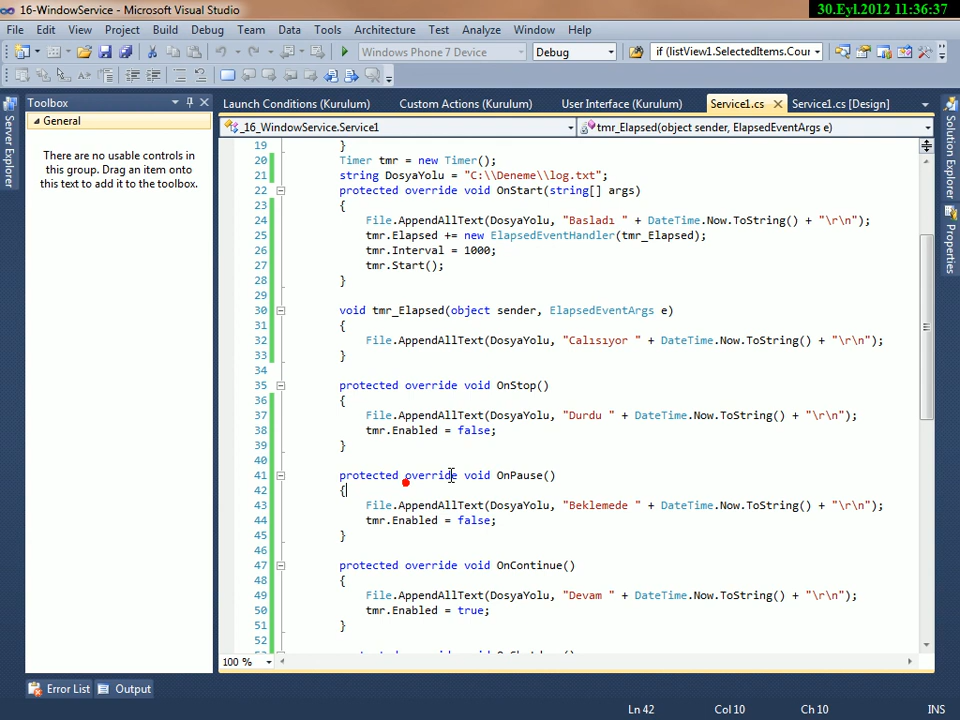 16-WindowService - Microsoft Visual Studio
30.Eyl.2012 11:36:37
File Edit View Project Build Debug Team Data Tools Architecture Test Analyze Window Help
Windows Phone 7 Device Debug if (listView1.SelectedItems.Cour
Toolbox
Launch Conditions (Kurulum) Custom Actions (Kurulum) User Interface (Kurulum) Service1.cs Service1.cs [Design]
General
_16_WindowService.Service1 tmr_Elapsed(object sender, ElapsedEventArgs e)
There are no usable controls in
this group. Drag an item onto
this text to add it to the toolbox.
Server Explorer
Solution Explorer
Properties
19 }
20 Timer tmr = new Timer();
21 string DosyaYolu = "C:\\Deneme\\log.txt";
22 protected override void OnStart(string[] args)
23 {
24 File.AppendAllText(DosyaYolu, "Basladı " + DateTime.Now.ToString() + "\r\n");
25 tmr.Elapsed += new ElapsedEventHandler(tmr_Elapsed);
26 tmr.Interval = 1000;
27 tmr.Start();
28 }
29
30 void tmr_Elapsed(object sender, ElapsedEventArgs e)
31 {
32 File.AppendAllText(DosyaYolu, "Calısıyor " + DateTime.Now.ToString() + "\r\n");
33 }
34
35 protected override void OnStop()
36 {
37 File.AppendAllText(DosyaYolu, "Durdu " + DateTime.Now.ToString() + "\r\n");
38 tmr.Enabled = false;
39 }
40
41 protected override void OnPause()
42 {
43 File.AppendAllText(DosyaYolu, "Beklemede " + DateTime.Now.ToString() + "\r\n");
44 tmr.Enabled = false;
45 }
46
47 protected override void OnContinue()
48 {
49 File.AppendAllText(DosyaYolu, "Devam " + DateTime.Now.ToString() + "\r\n");
50 tmr.Enabled = true;
51 }
52
100 %
Error List Output
Ln 42 Col 10 Ch 10 INS